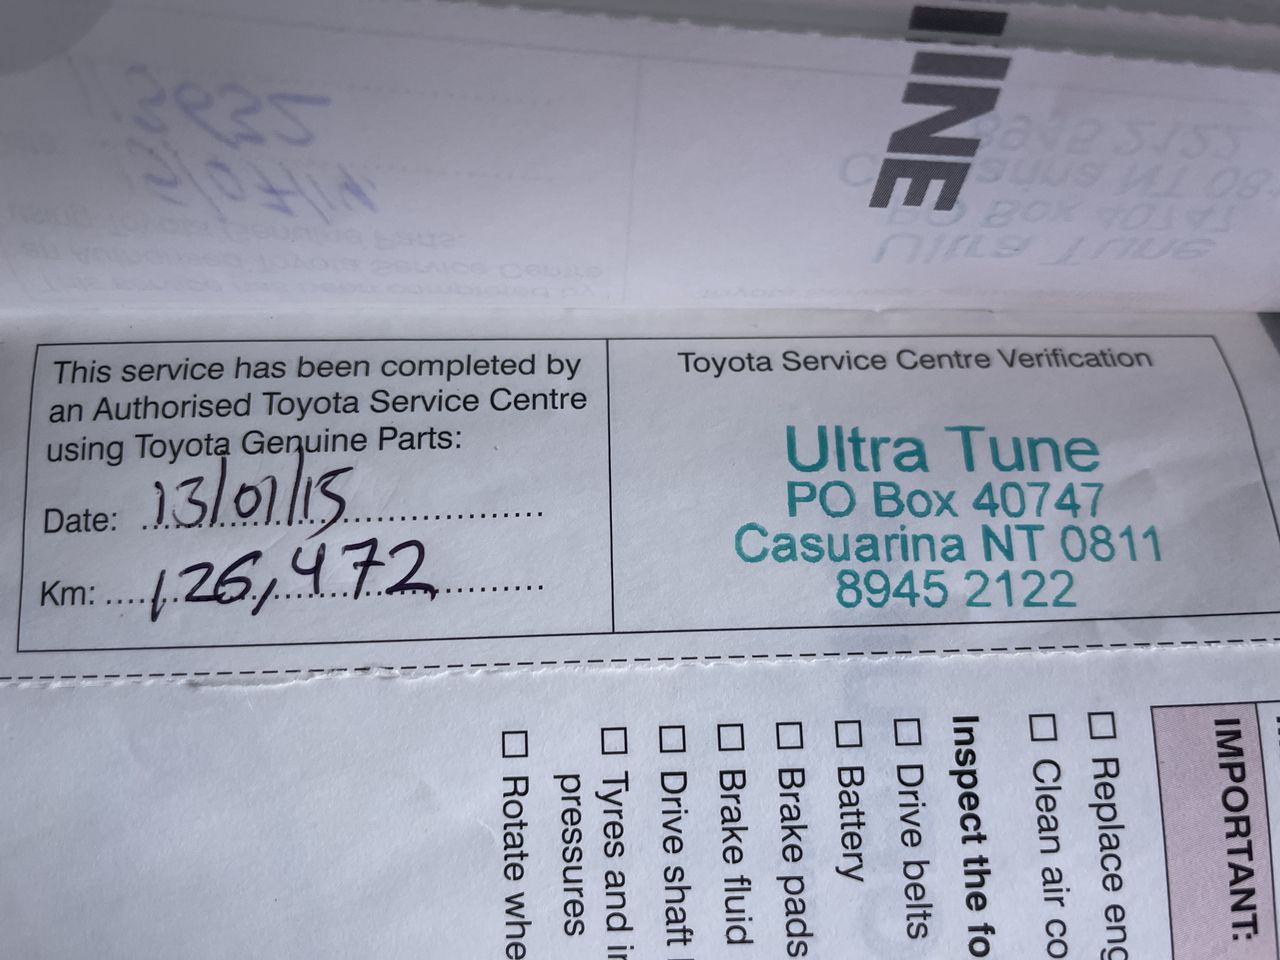 INE
This service has been completed by
an Authorised Toyota Service Centre
using Toyota Genuine Parts:
Date: 13/01/15
Km: 126,472
Toyota Service Centre Verification
Ultra Tune
PO Box 40747
Casuarina NT 0811
8945 2122
IMPORTANT:
☐ Replace eng
☐ Clean air co
Inspect the fo
☐ Drive belts
☐ Battery
☐ Brake pads
☐ Brake fluid
☐ Drive shaft
☐ Tyres and
pressures
☐ Rotate whe